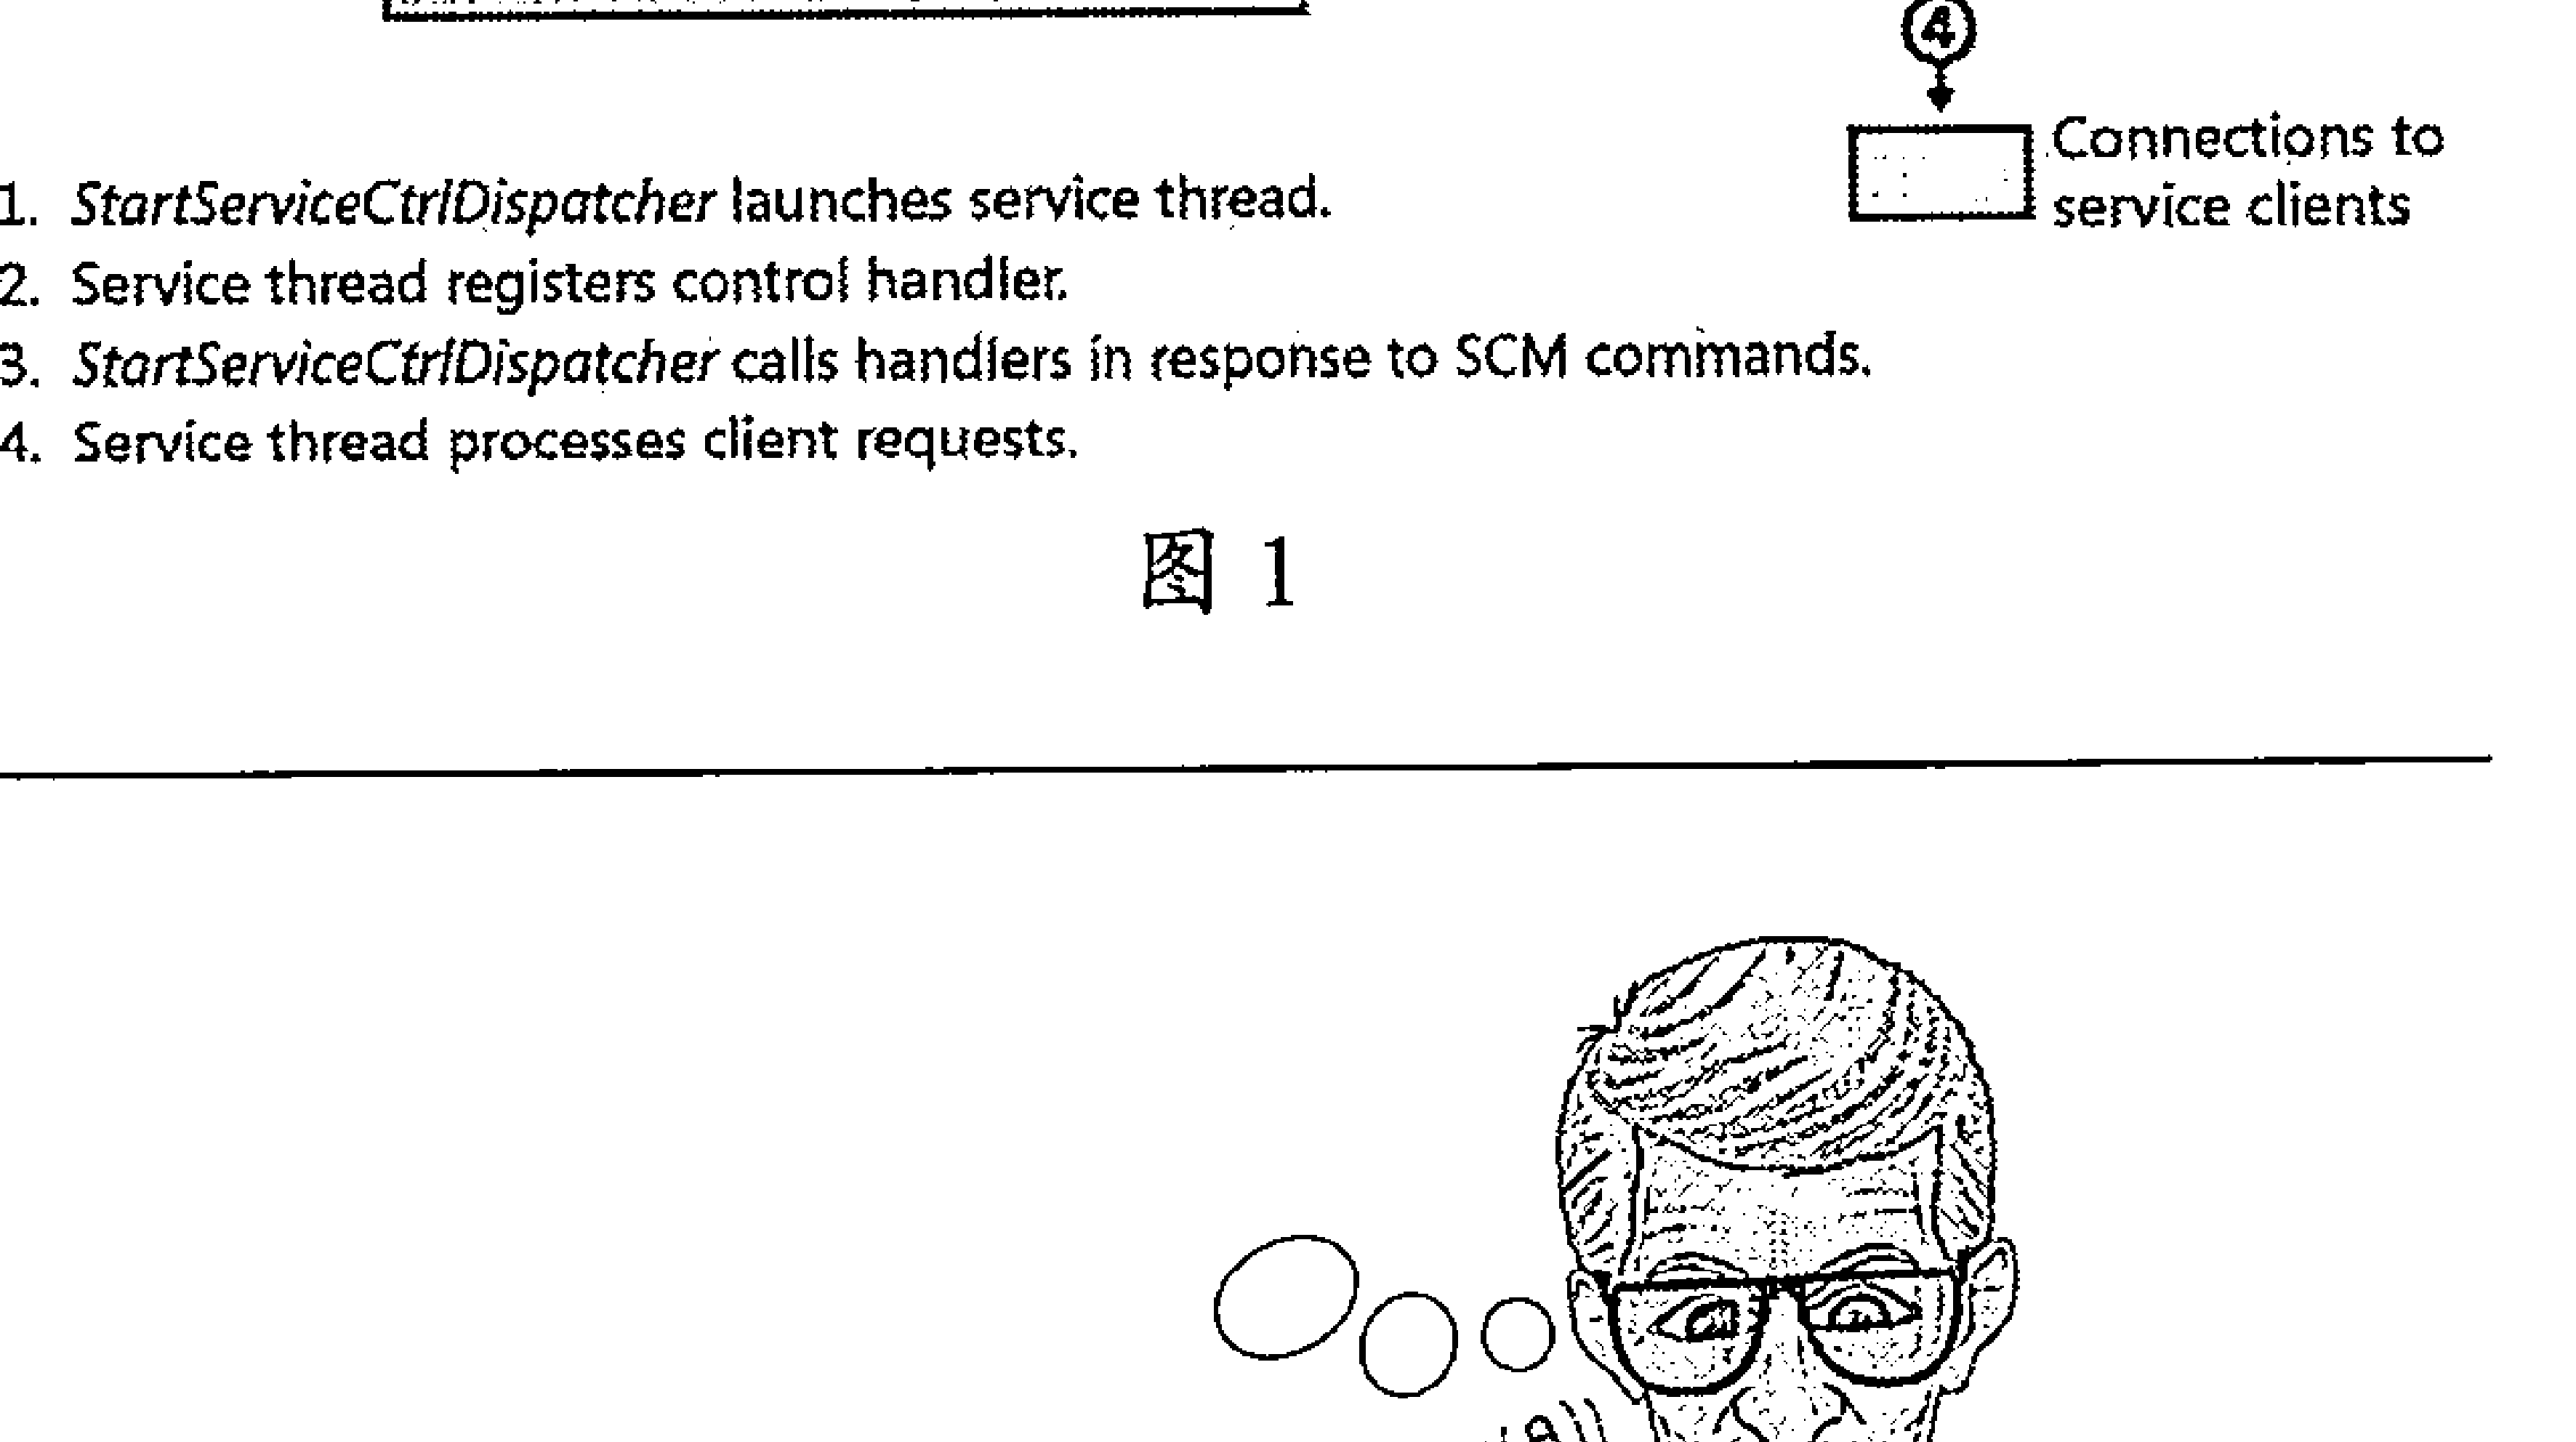 4
Connections to
service clients
1. StartServiceCtrlDispatcher launches service thread.
2. Service thread registers control handler.
3. StartServiceCtrlDispatcher calls handlers in response to SCM commands.
4. Service thread processes client requests.
图 1